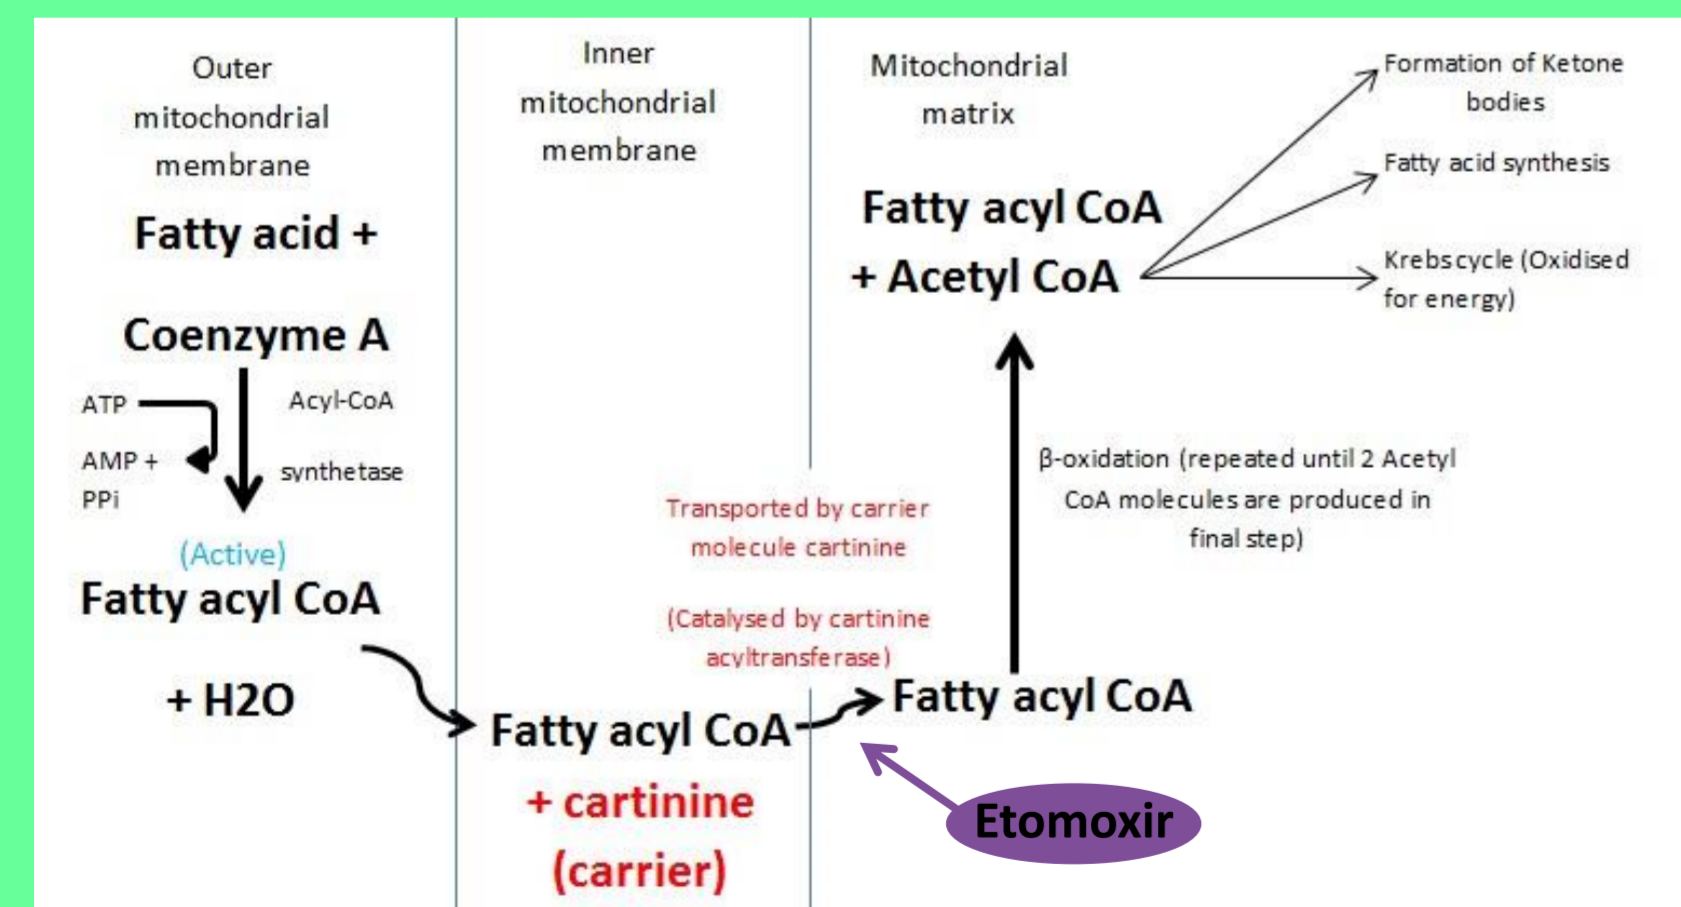 Outer
mitochondrial
membrane
Fatty acid +
Coenzyme A
ATP
Acyl-CoA
AMP +
PPi
synthetase
(Active)
Fatty acyl CoA
+ H2O
Inner
mitochondrial
membrane
Transported by carrier
molecule cartinine
(Catalysed by cartinine
acyltransferase)
Fatty acyl CoA
+ cartinine
(carrier)
Mitochondrial
matrix
Fatty acyl CoA
+ Acetyl CoA
Formation of Ketone
bodies
Fatty acid synthesis
Krebs cycle (Oxidised
for energy)
β-oxidation (repeated until 2 Acetyl
CoA molecules are produced in
final step)
Fatty acyl CoA
Etomoxir